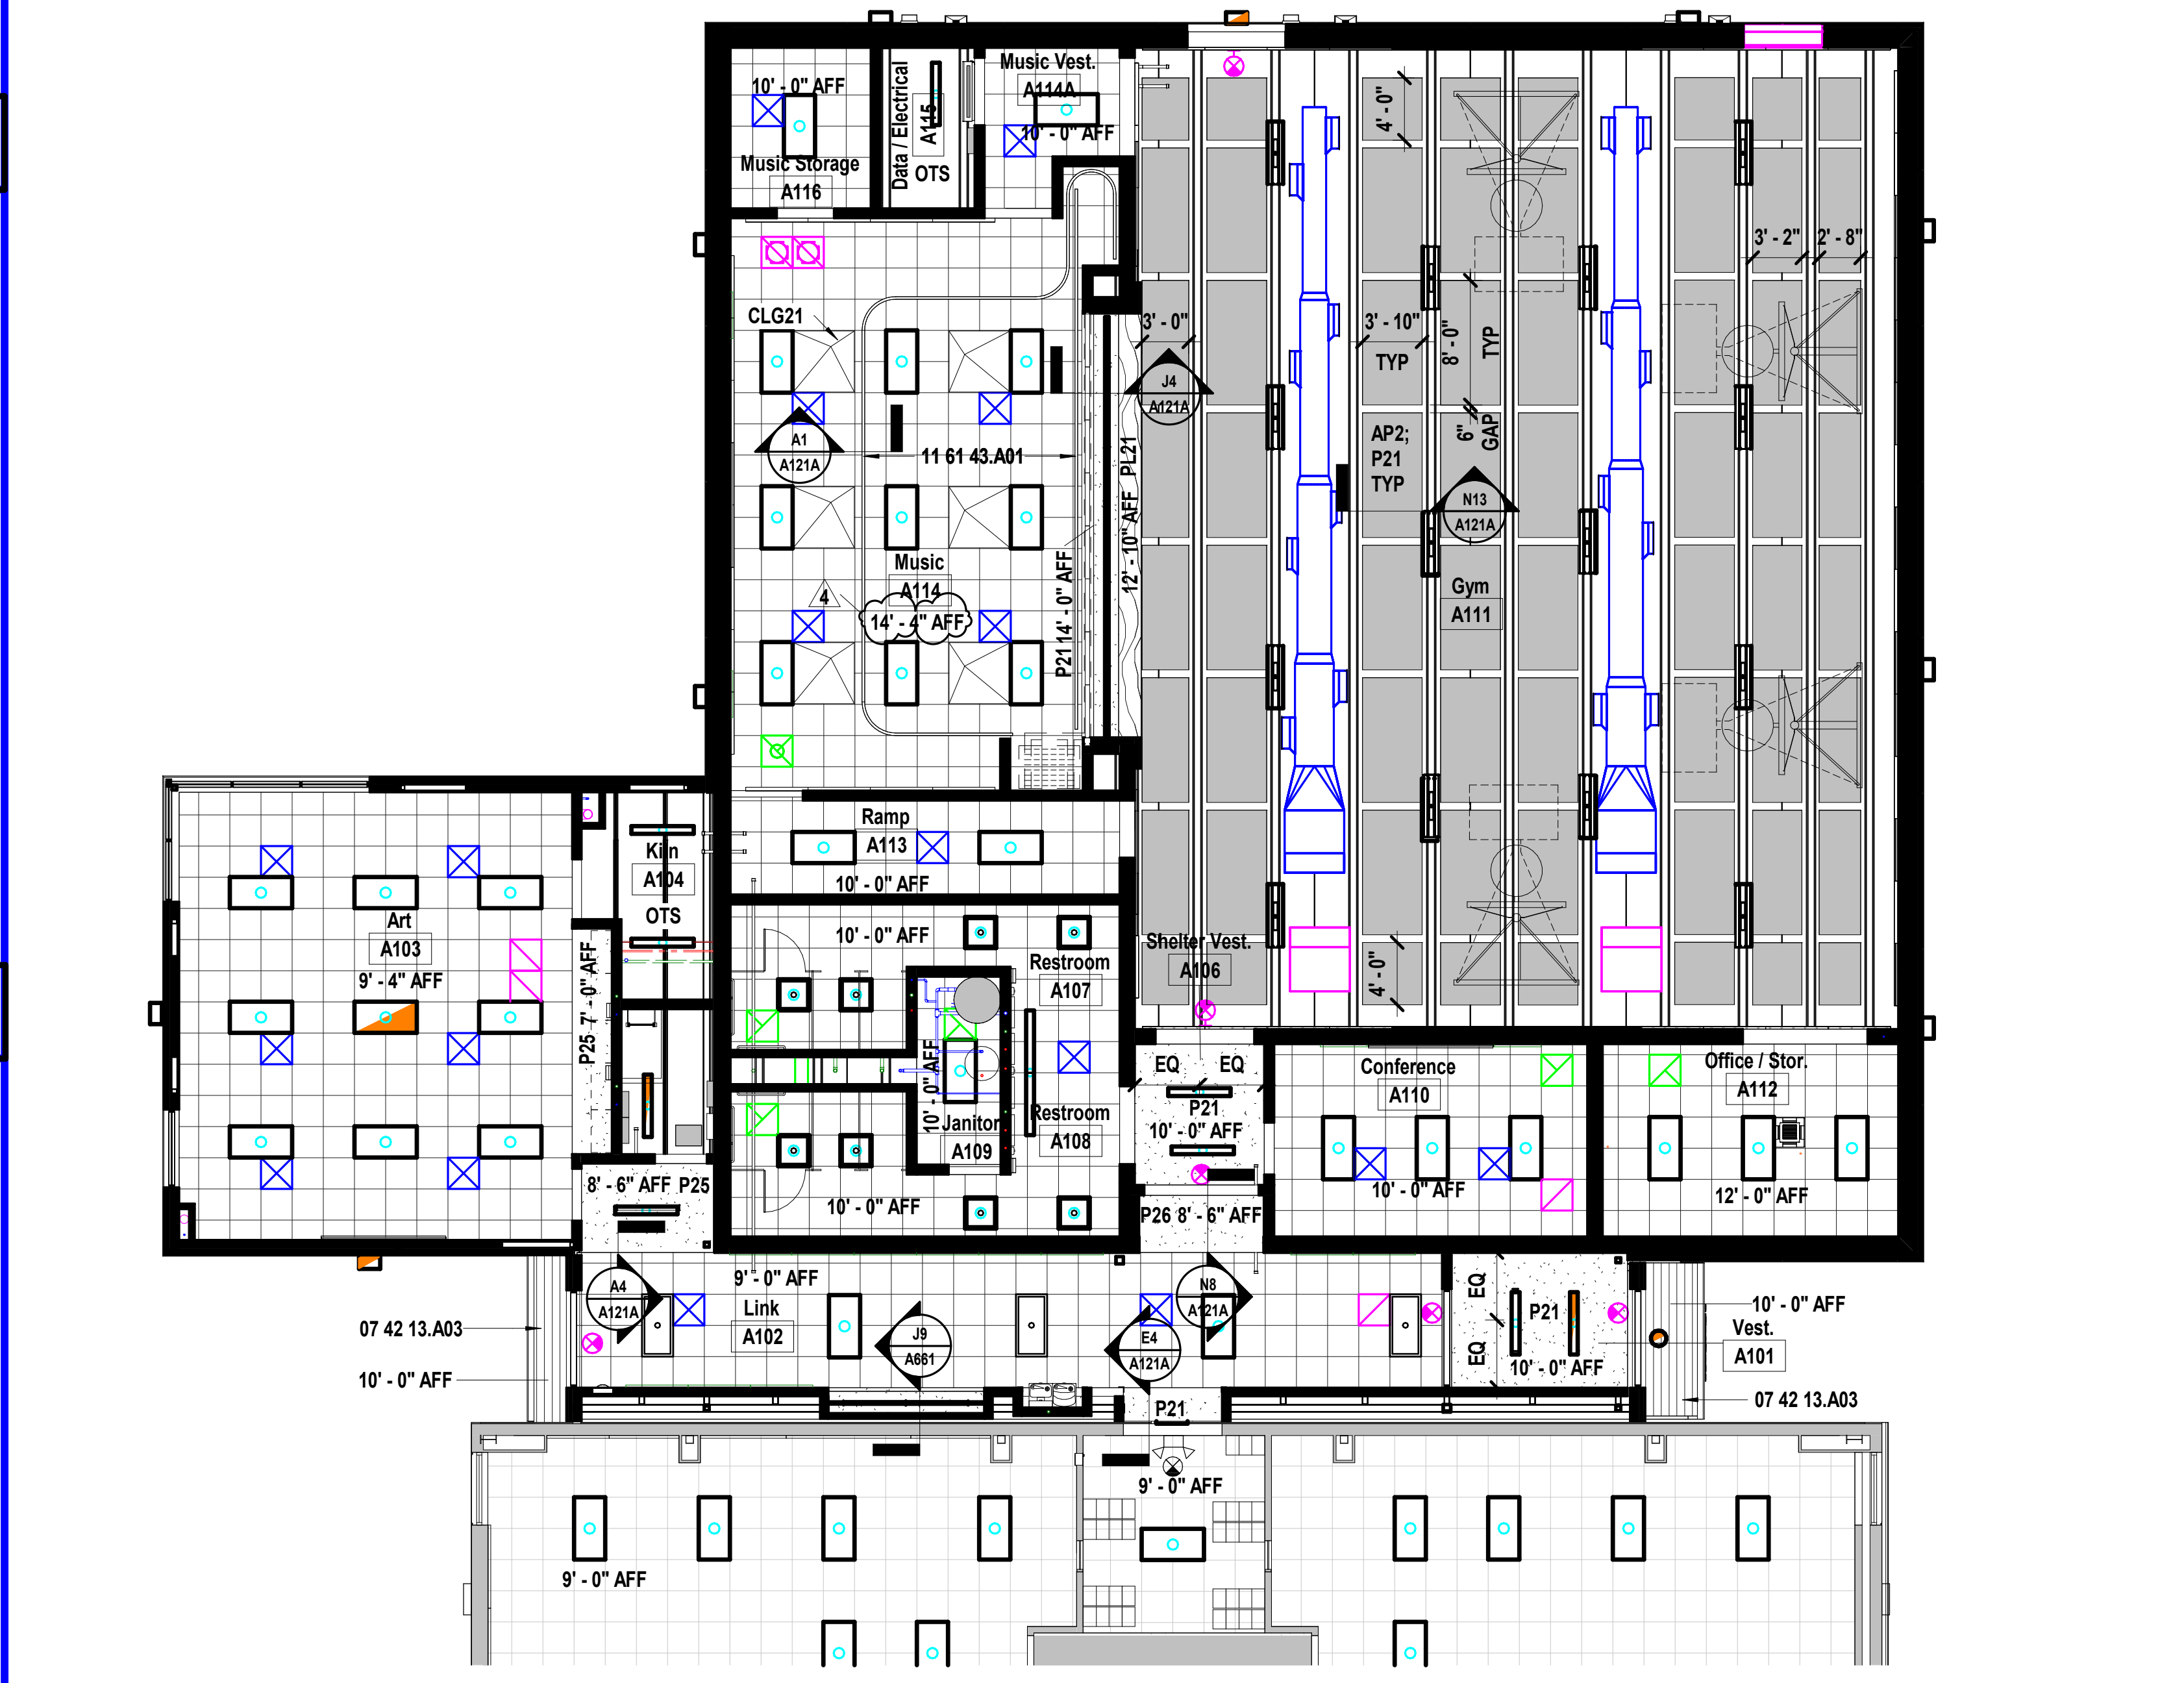 10' - 0" AFF
Music Storage
A116
Data / Electrical
A115
OTS
Music Vest.
A114A
10' - 0" AFF
4' - 0"
3' - 2"
2' - 8"
CLG21
3' - 0"
3' - 10"
TYP
8' - 0"
TYP
J4
A121A
A1
A121A
11 61 43.A01
AP2;
P21
TYP
6"
GAP
12' - 10" AFF PL21
N13
A121A
Music
A114
4
14' - 4" AFF
P21 14' - 0" AFF
Gym
A111
Ramp
A113
10' - 0" AFF
Kiln
A104
OTS
Art
A103
9' - 4" AFF
P25 7' - 0" AFF
10' - 0" AFF
Restroom
A107
Shelter Vest.
A106
4' - 0"
10' - 0" AFF
Janitor
A109
Restroom
A108
10' - 0" AFF
EQ
EQ
P21
10' - 0" AFF
Conference
A110
10' - 0" AFF
Office / Stor.
A112
12' - 0" AFF
8' - 6" AFF P25
P26 8' - 6" AFF
A4
A121A
9' - 0" AFF
Link
A102
J9
A661
N8
A121A
E4
A121A
EQ
P21
EQ
10' - 0" AFF
10' - 0" AFF
Vest.
A101
07 42 13.A03
10' - 0" AFF
07 42 13.A03
P21
9' - 0" AFF
9' - 0" AFF